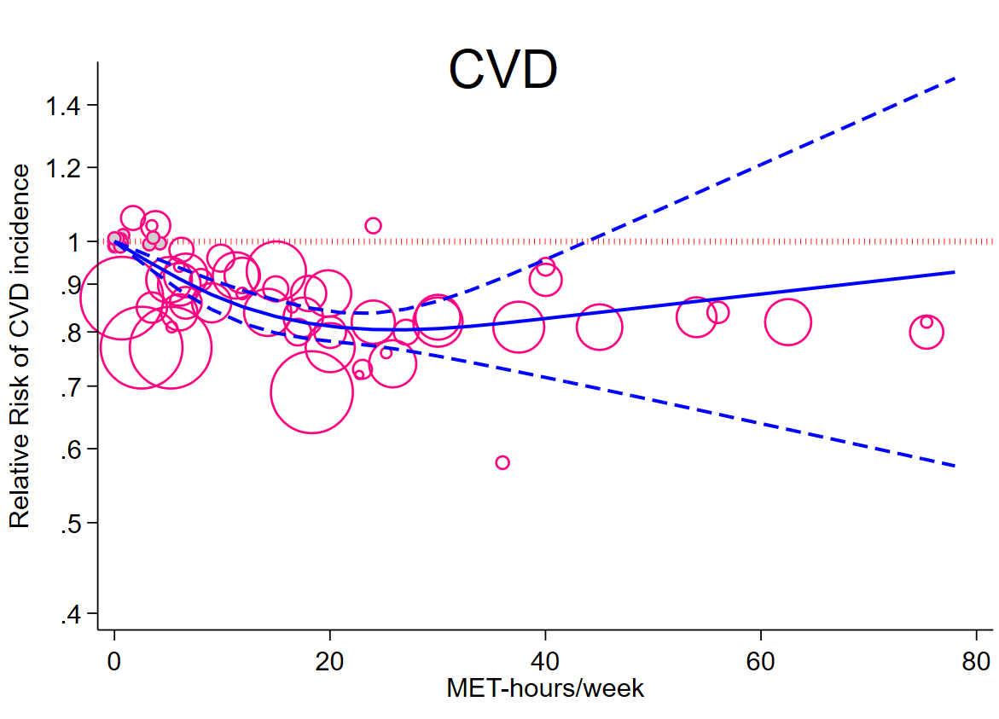 CVD
Relative Risk of CVD incidence
1.4
1.2
1
.9
.8
.7
.6
.5
.4
0 20 40 60 80
MET-hours/week